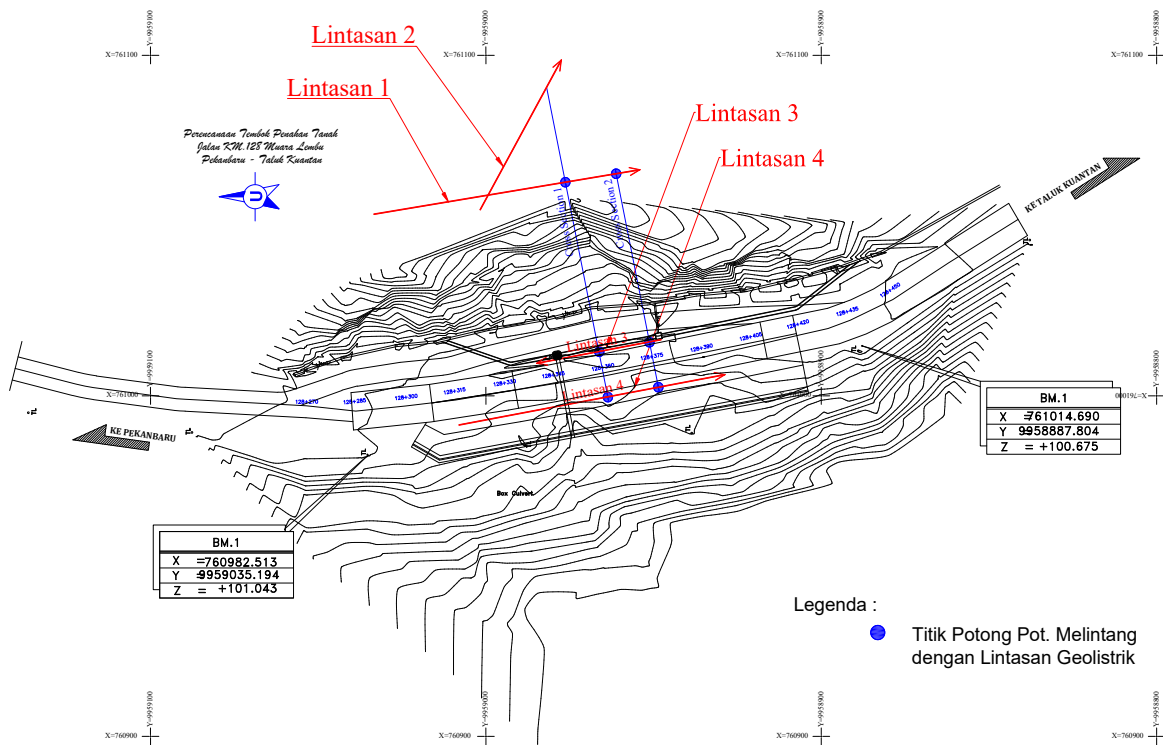 Y=9959100
Y=9959000
Y=9958900
Y=9958800
X=761100
X=761100
X=761100
X=761100
Lintasan 2
Lintasan 1
Lintasan 3
Lintasan 4
Perencanaan Tembok Penahan Tanah
Jalan KM.128 Muara Lembu
Pekanbaru - Taluk Kuantan
U
KE TALUK KUANTAN
Cross Section 1
Cross Section 2
Lintasan 3
Lintasan 4
128+270
128+285
128+300
128+315
128+330
128+345
128+360
128+375
128+390
128+405
128+420
128+435
128+450
Y=9959100
X=761000
Y=9958900
Y=9958800
X=761000
KE PEKANBARU
BM.1
X =761014.690
Y =9958887.804
Z = +100.675
Box Culvert
BM.1
X =760982.513
Y =9959035.194
Z = +101.043
Legenda :
Titik Potong Pot. Melintang
dengan Lintasan Geolistrik
Y=9959100
Y=9959000
Y=9958900
Y=9958800
X=760900
X=760900
X=760900
X=760900